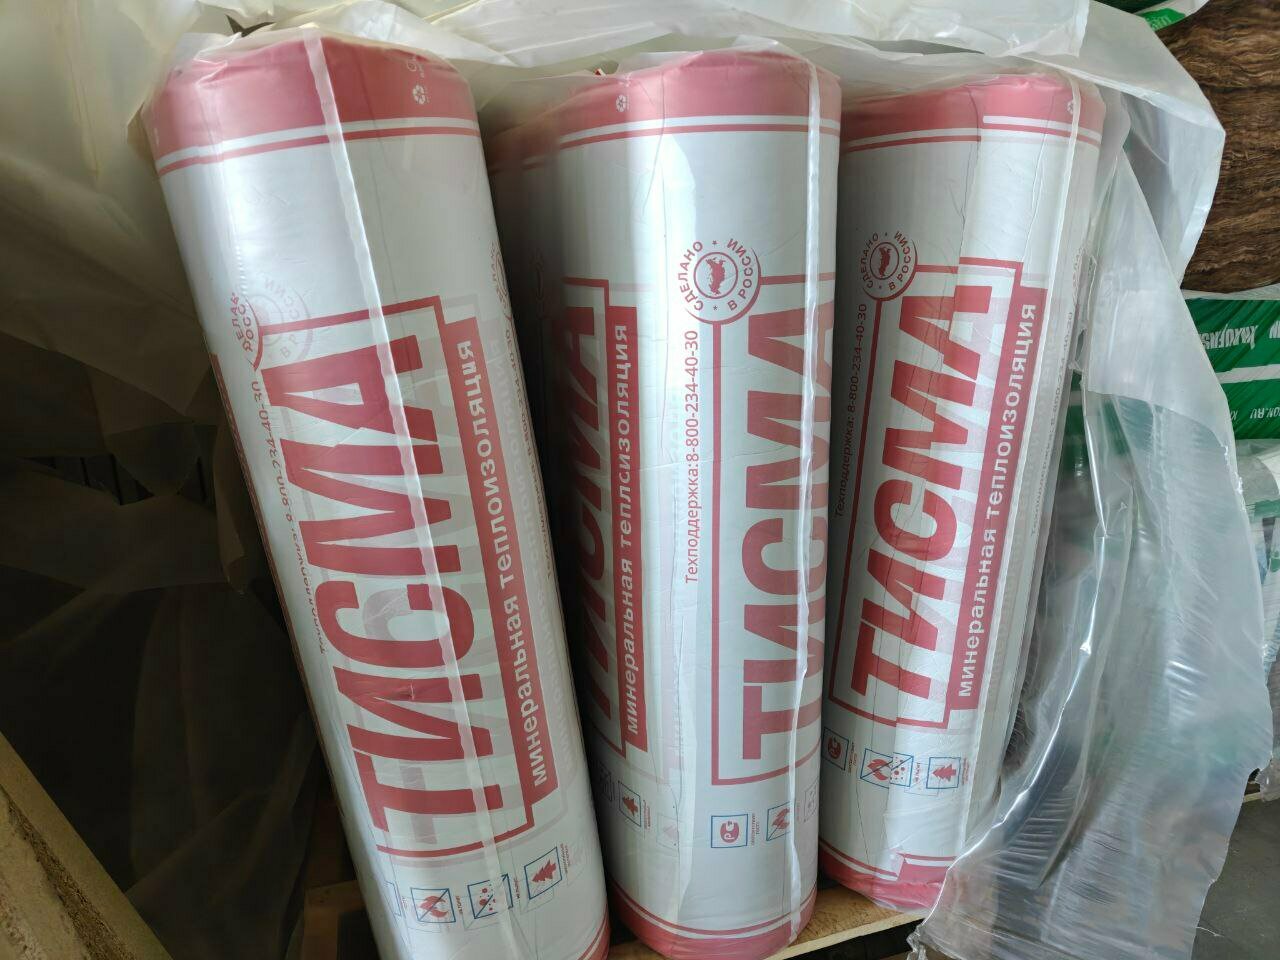 ТИСМА
минеральная теплоизоляция
ТИСМА
минеральная теплоизоляция
СДЕЛАНО В РОССИИ
Техподдержка:8-800-234-40-30
ТИСМА
СДЕЛАНО В РОССИИ
Техподдержка: 8-800-234-40-30
ТИСМА
минеральная теплоизоляция